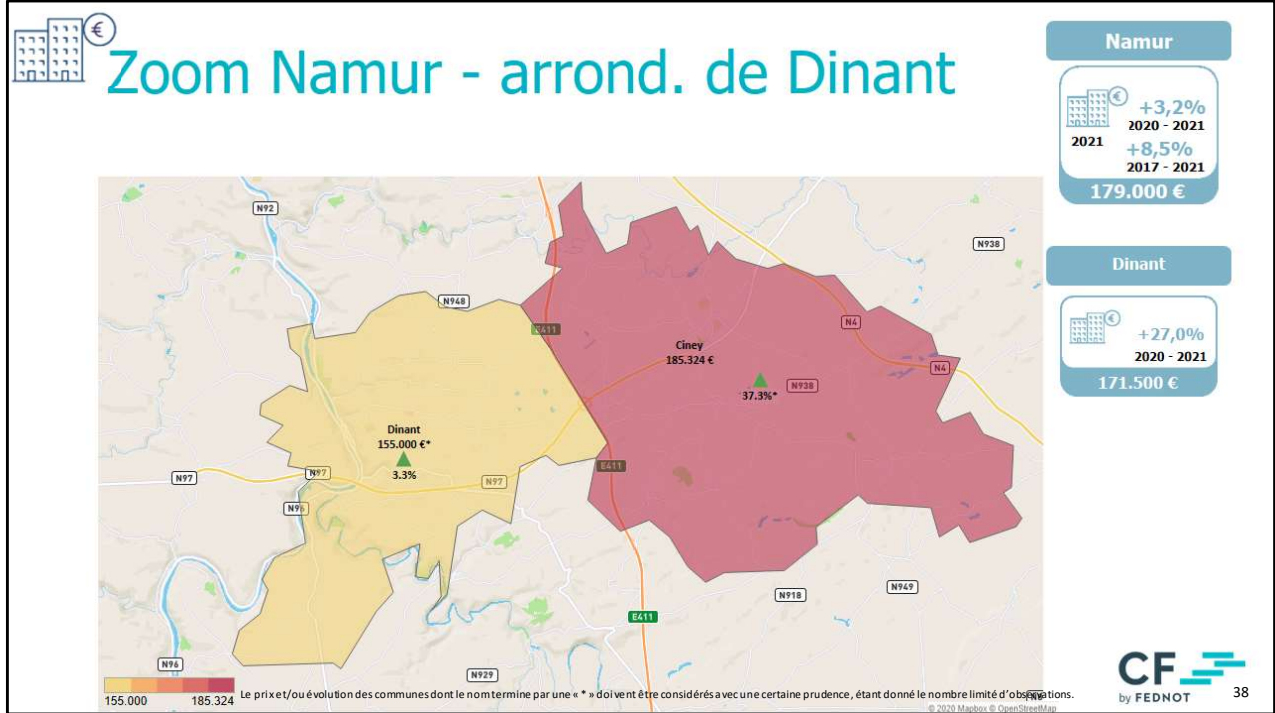 €
Zoom Namur - arrond. de Dinant
Namur
€
+3,2%
2020 - 2021
2021
+8,5%
2017 - 2021
179.000 €
Dinant
€
+27,0%
2020 - 2021
171.500 €
N92
N938
N948
E411
N4
Ciney
185.324 €
N4
37.3%*
N938
Dinant
155.000 €*
3.3%
E411
N97
N97
N97
N96
N949
N918
E411
N96
N929
155.000
185.324
Le prix et/ou évolution des communes dont le nom termine par une « * » doivent être considérés avec une certaine prudence, étant donné le nombre limité d'observations.
© 2020 Mapbox © OpenStreetMap
CF
by FEDNOT
38